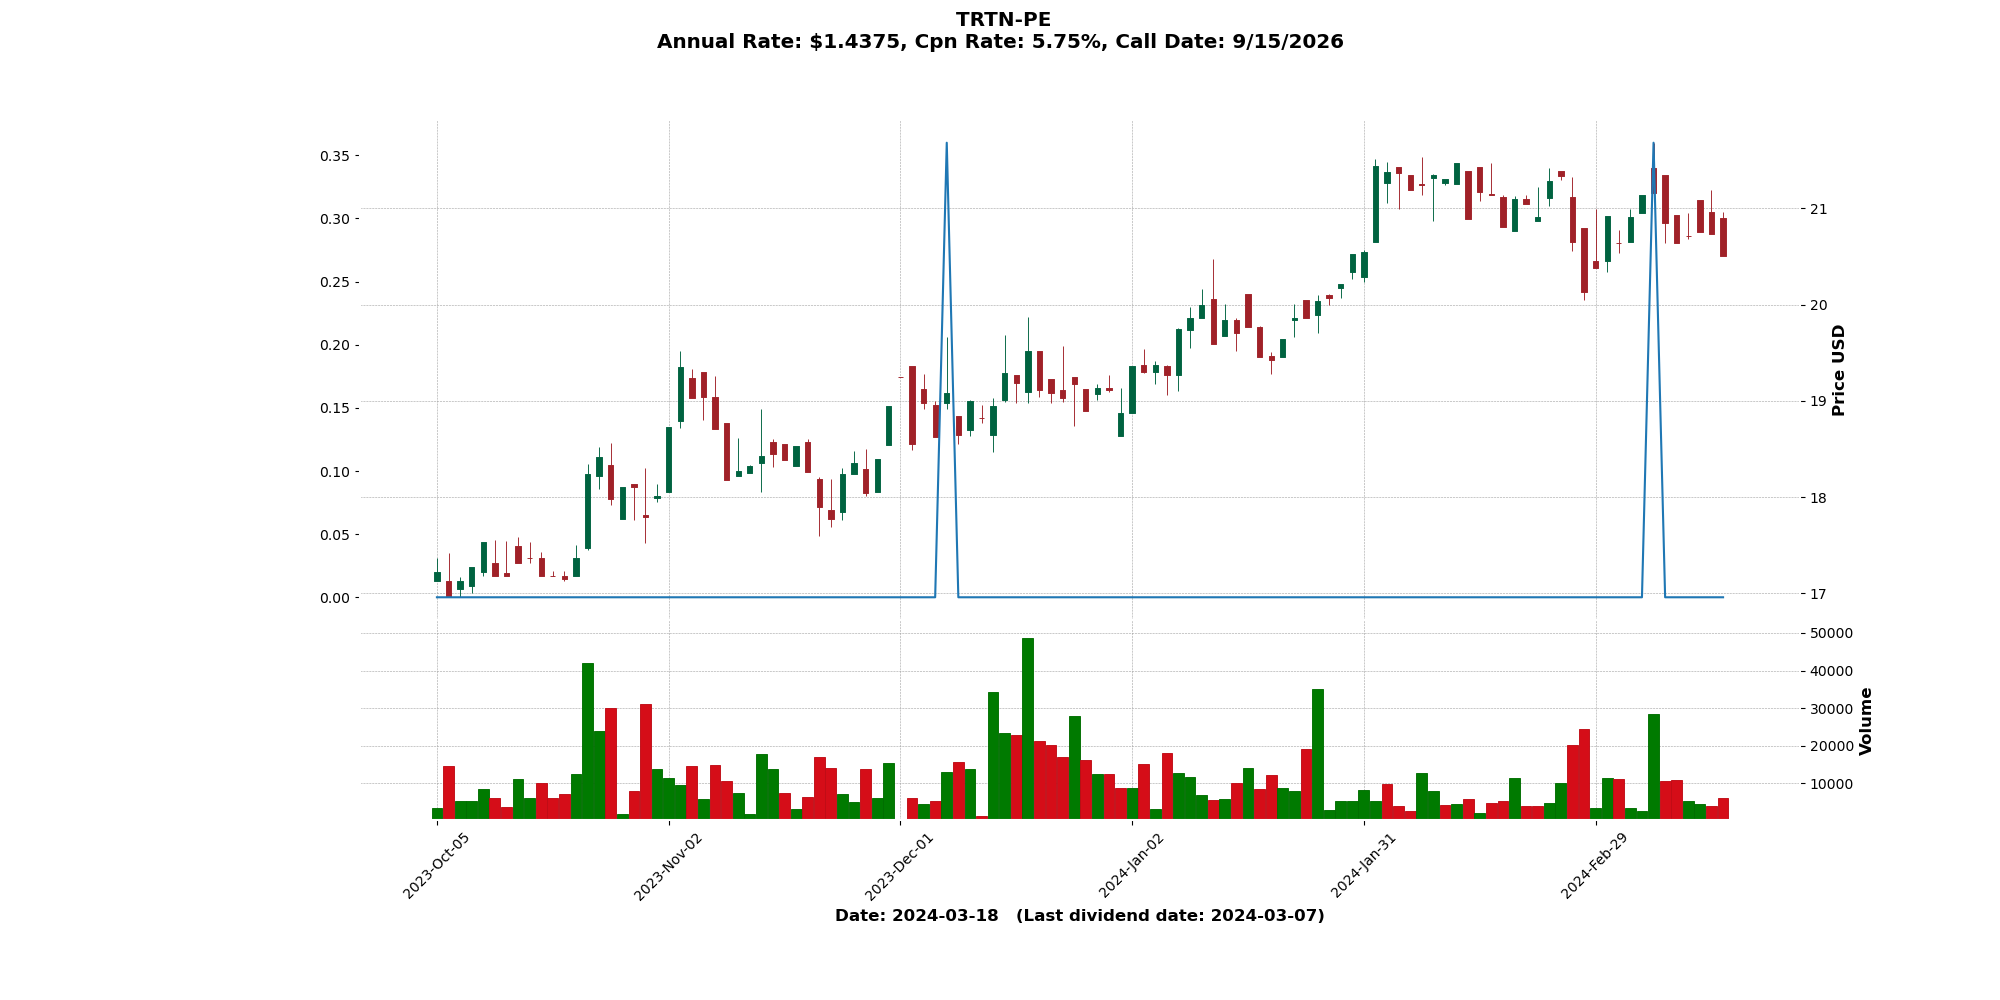 TRTN-PE
Annual Rate: $1.4375, Cpn Rate: 5.75%, Call Date: 9/15/2026
0.35
0.30
0.25
0.20
0.15
0.10
0.05
0.00
21
20
19
18
17
Price USD
50000
40000
30000
20000
10000
Volume
2023-Oct-05
2023-Nov-02
2023-Dec-01
2024-Jan-02
2024-Jan-31
2024-Feb-29
Date: 2024-03-18   (Last dividend date: 2024-03-07)